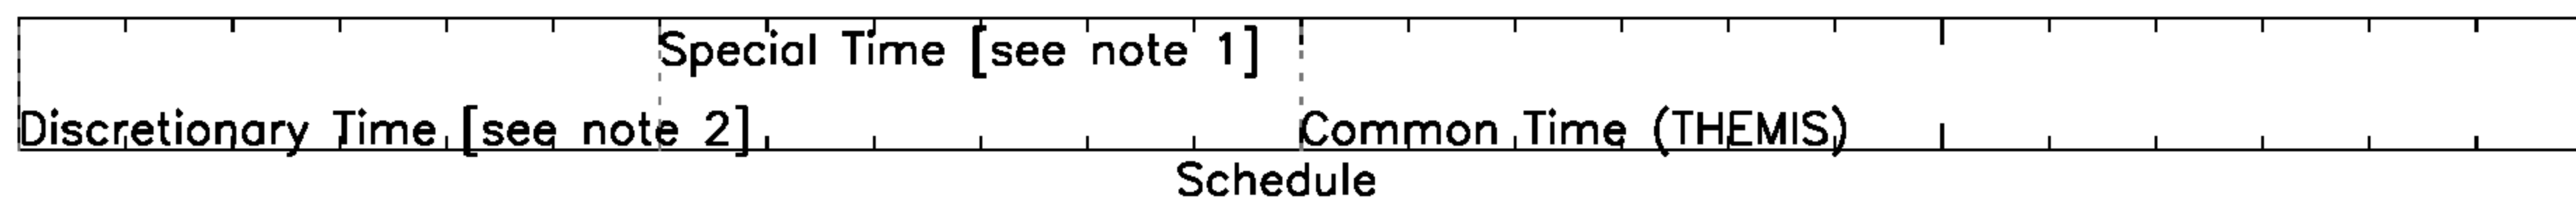 Special Time [see note 1]
Discretionary Time [see note 2]
Common Time (THEMIS)
Schedule